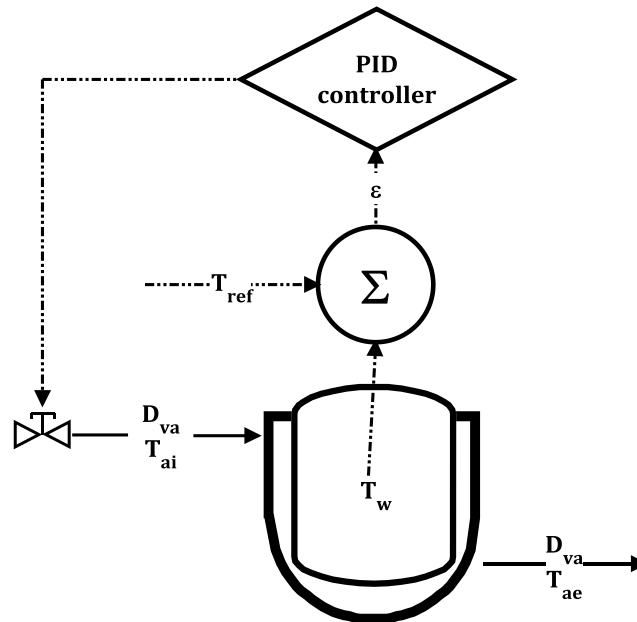 PID
controller
ε
T_ref
Σ
D_va
T_ai
T_w
D_va
T_ae